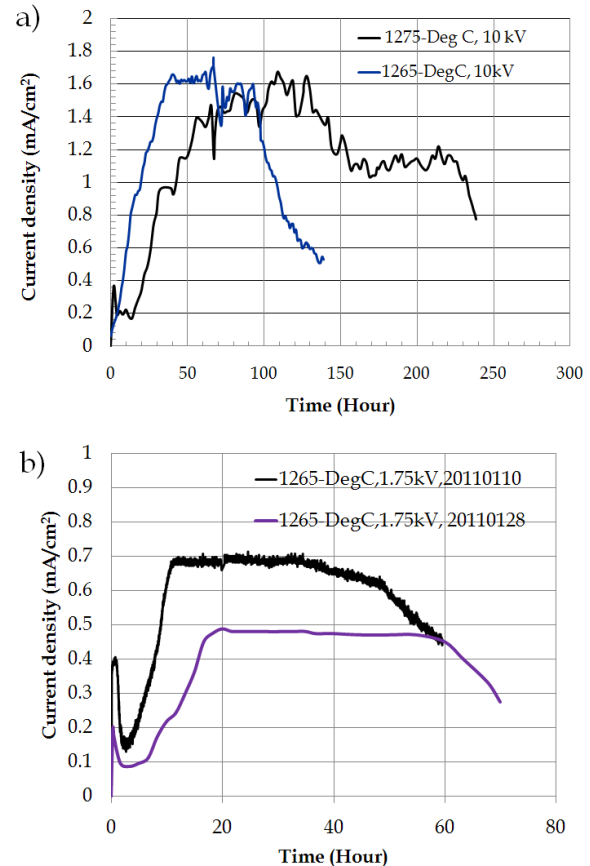 a)
2
1.8
1.6
1.4
1.2
1
0.8
0.6
0.4
0.2
0
Current density (mA/cm²)
1275-Deg C, 10 kV
1265-DegC, 10kV
0 50 100 150 200 250 300
Time (Hour)
b)
1
0.9
0.8
0.7
0.6
0.5
0.4
0.3
0.2
0.1
0
Current density (mA/cm²)
1265-DegC,1.75kV,20110110
1265-DegC,1.75kV, 20110128
0 20 40 60 80
Time (Hour)